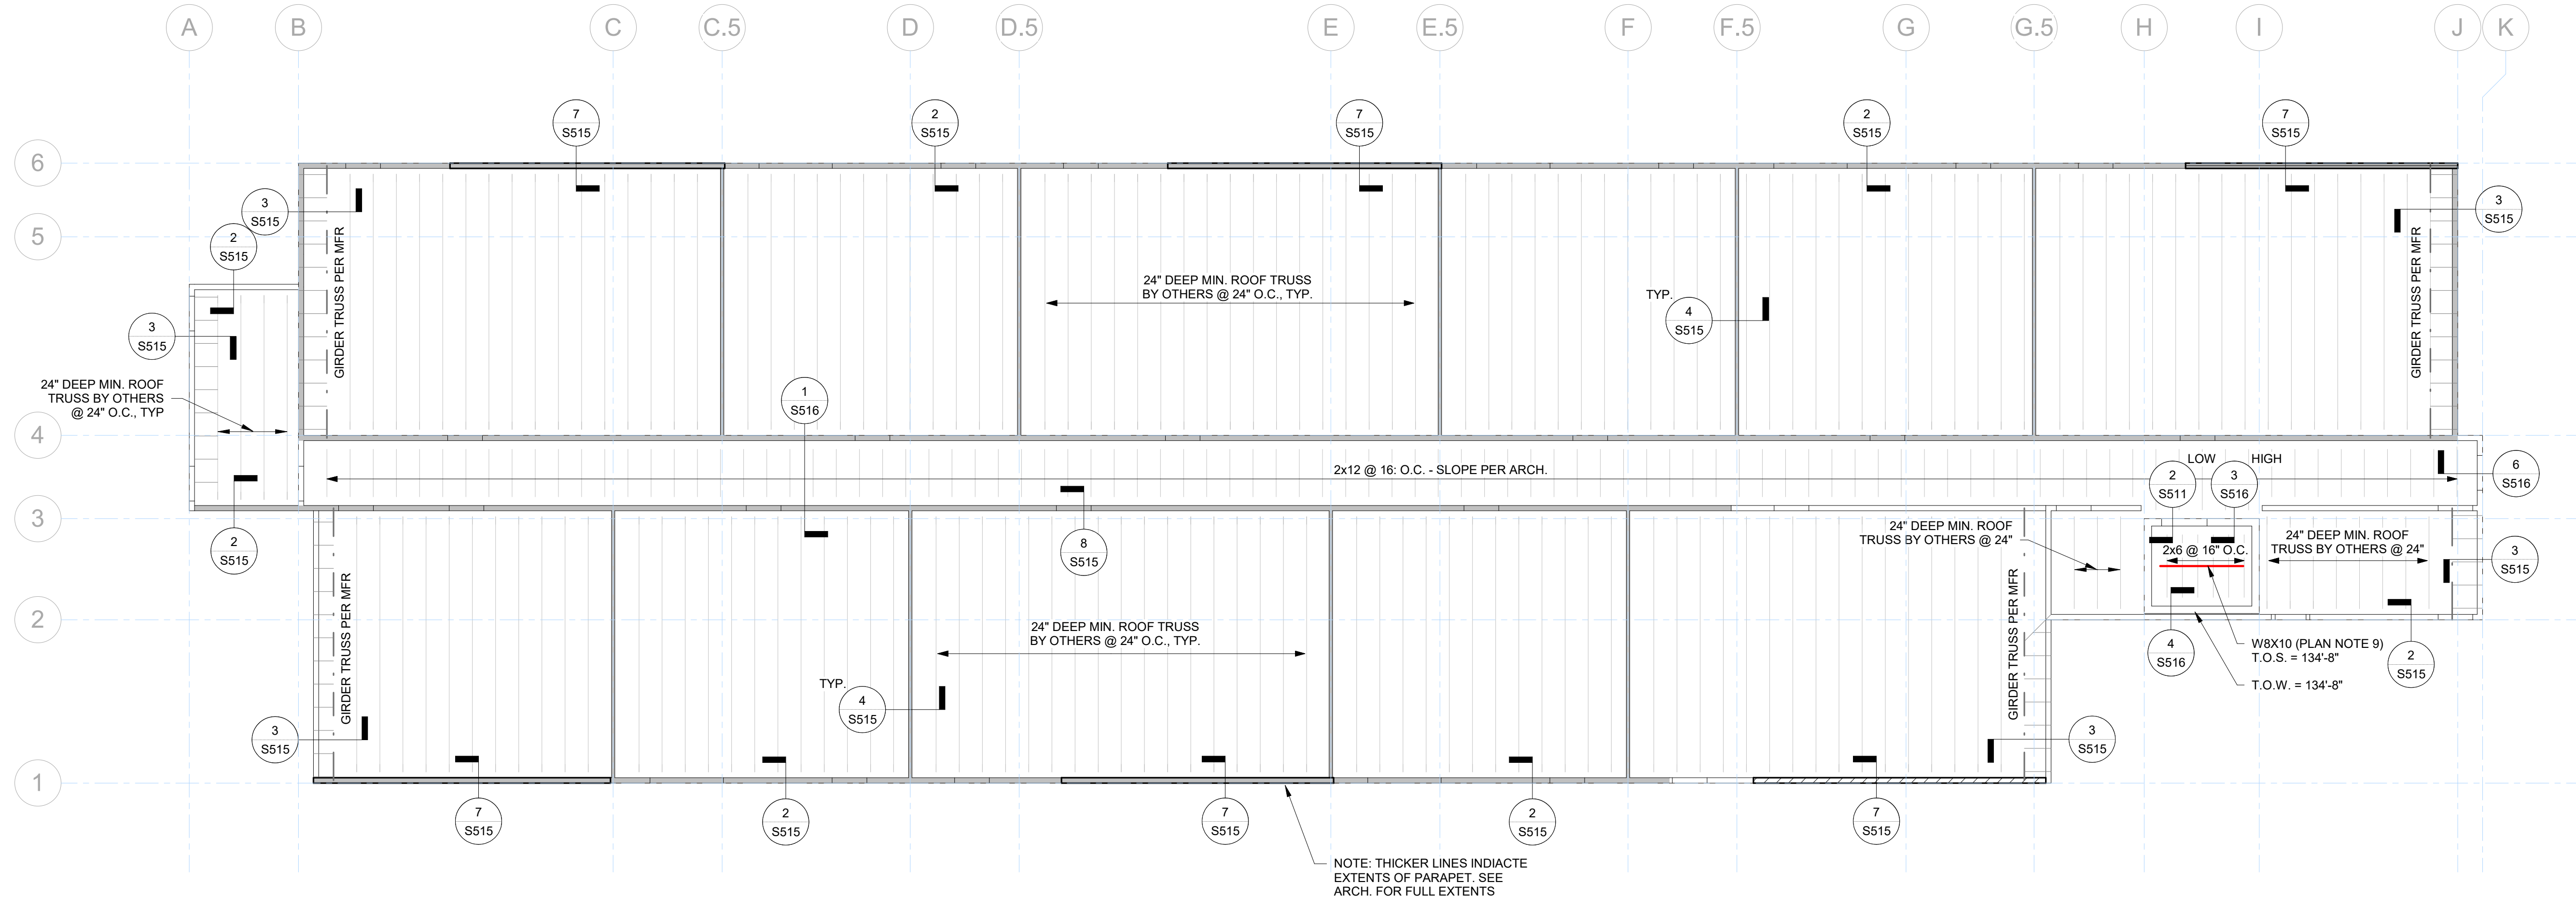 A
B
C
C.5
D
D.5
E
E.5
F
F.5
G
G.5
H
I
J
K
7
S515
2
S515
7
S515
2
S515
7
S515
6
3
S515
3
S515
5
2
S515
GIRDER TRUSS PER MFR
GIRDER TRUSS PER MFR
24" DEEP MIN. ROOF TRUSS
BY OTHERS @ 24" O.C., TYP.
TYP.
4
S515
3
S515
24" DEEP MIN. ROOF
TRUSS BY OTHERS
@ 24" O.C., TYP
1
S516
4
2x12 @ 16: O.C. - SLOPE PER ARCH.
LOW
HIGH
2
S511
3
S516
6
S516
3
2
S515
8
S515
24" DEEP MIN. ROOF
TRUSS BY OTHERS @ 24"
2x6 @ 16" O.C.
24" DEEP MIN. ROOF
TRUSS BY OTHERS @ 24"
3
S515
GIRDER TRUSS PER MFR
GIRDER TRUSS PER MFR
2
24" DEEP MIN. ROOF TRUSS
BY OTHERS @ 24" O.C., TYP.
4
S516
W8X10 (PLAN NOTE 9)
T.O.S. = 134'-8"
T.O.W. = 134'-8"
2
S515
TYP.
4
S515
3
S515
3
S515
1
7
S515
2
S515
7
S515
2
S515
7
S515
NOTE: THICKER LINES INDIACTE
EXTENTS OF PARAPET. SEE
ARCH. FOR FULL EXTENTS